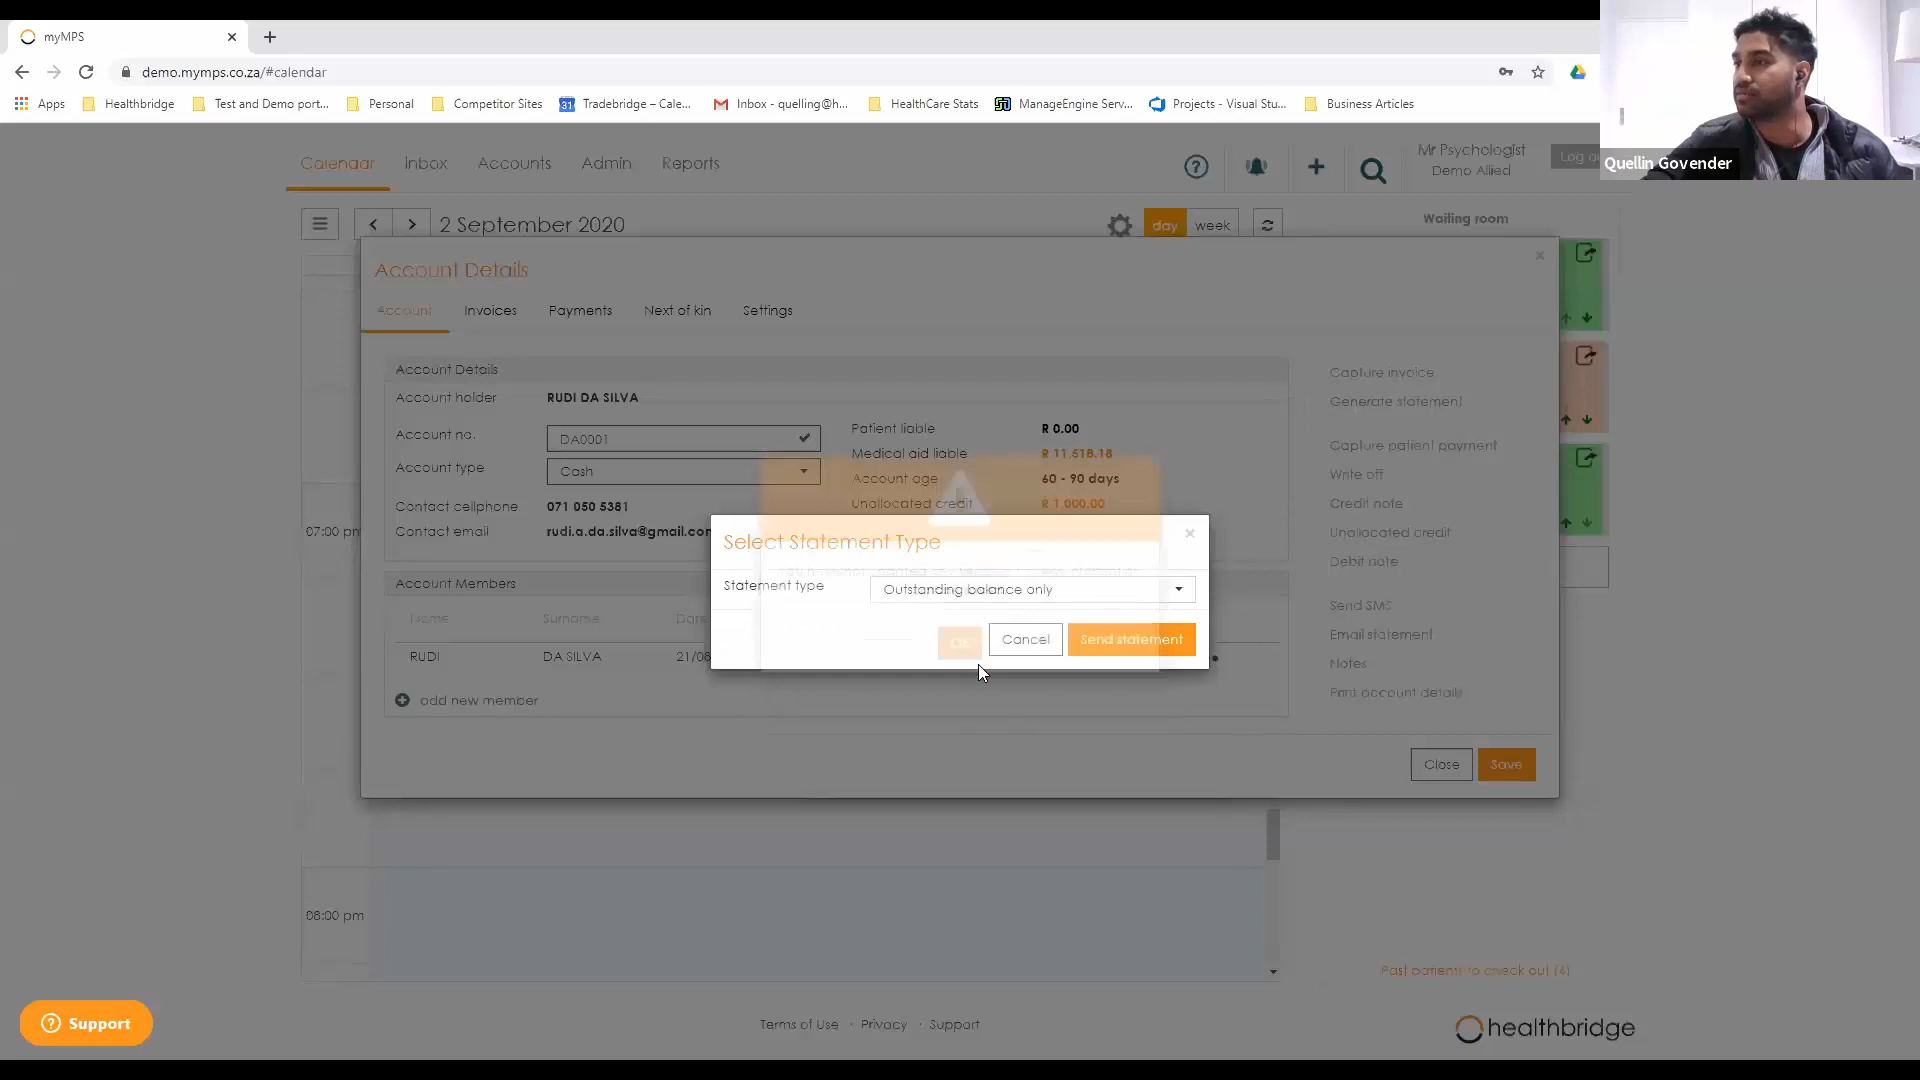 myMPS
demo.mymps.co.za/#calendar
Apps Healthbridge Test and Demo port... Personal Competitor Sites 31 Tradebridge – Cale... Inbox - quelling@h... HealthCare Stats ManageEngine Serv... Projects - Visual Stu... Business Articles
Quellin Govender
Calendar Inbox Accounts Admin Reports
Mr Psychologist
Demo Allied
Log
2 September 2020
day week
Waiting room
Account Details
Account Invoices Payments Next of kin Settings
Account Details
Account holder RUDI DA SILVA
Account no. DA0001
Account type Cash
Contact cellphone 071 050 5381
Contact email rudi.a.da.silva@gmail.com
Patient liable R 0.00
Medical aid liable R 11,518.18
Account age 60 - 90 days
Unallocated credit R 1,000.00
Capture invoice
Generate statement
Capture patient payment
Write off
Credit note
Unallocated credit
Debit note
Send SMS
Email statement
Notes
Print account details
Select Statement Type
Statement type Outstanding balance only
OK Cancel Send statement
Account Members
Name Surname Date
RUDI DA SILVA 21/08
add new member
Close Save
07:00 pm
08:00 pm
Past patients to check out (4)
Support
Terms of Use · Privacy · Support
healthbridge